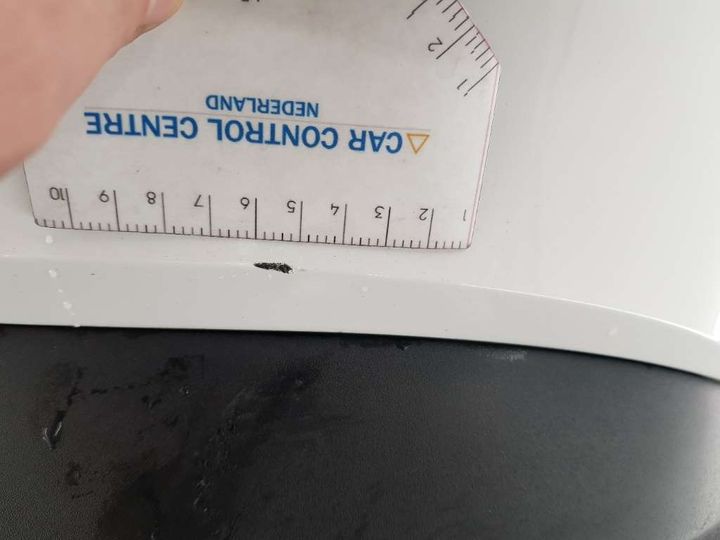 1 2 3 4 5 6 7 8 9 10
CAR CONTROL CENTRE
NEDERLAND
1
2